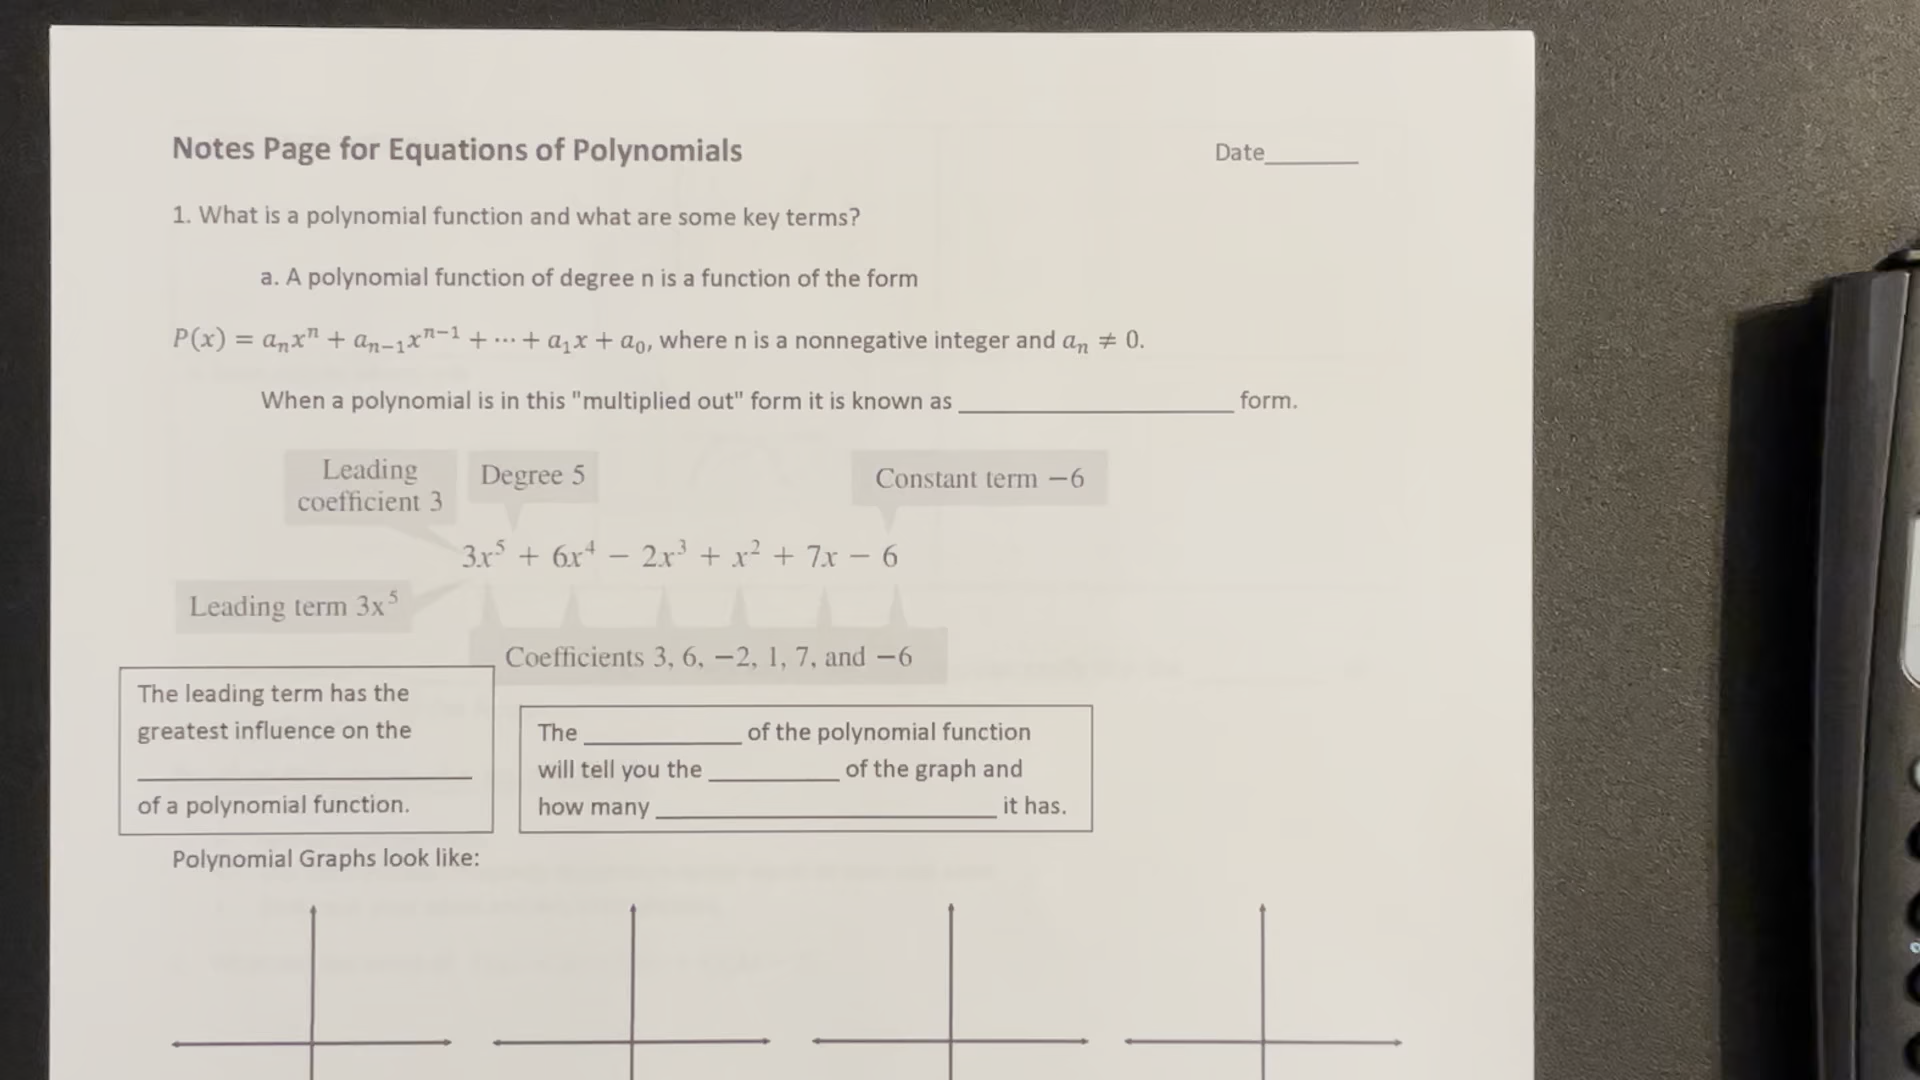 Notes Page for Equations of Polynomials Date_______
1. What is a polynomial function and what are some key terms?
a. A polynomial function of degree n is a function of the form
P(x) = aₙxⁿ + aₙ₋₁xⁿ⁻¹ + ⋯ + a₁x + a₀, where n is a nonnegative integer and aₙ ≠ 0.
When a polynomial is in this "multiplied out" form it is known as ____________________ form.
Leading
coefficient 3
Degree 5
Constant term −6
3x⁵ + 6x⁴ − 2x³ + x² + 7x − 6
Leading term 3x⁵
Coefficients 3, 6, −2, 1, 7, and −6
The leading term has the
greatest influence on the
_________________________
of a polynomial function.
The ____________ of the polynomial function
will tell you the __________ of the graph and
how many _________________________ it has.
Polynomial Graphs look like: